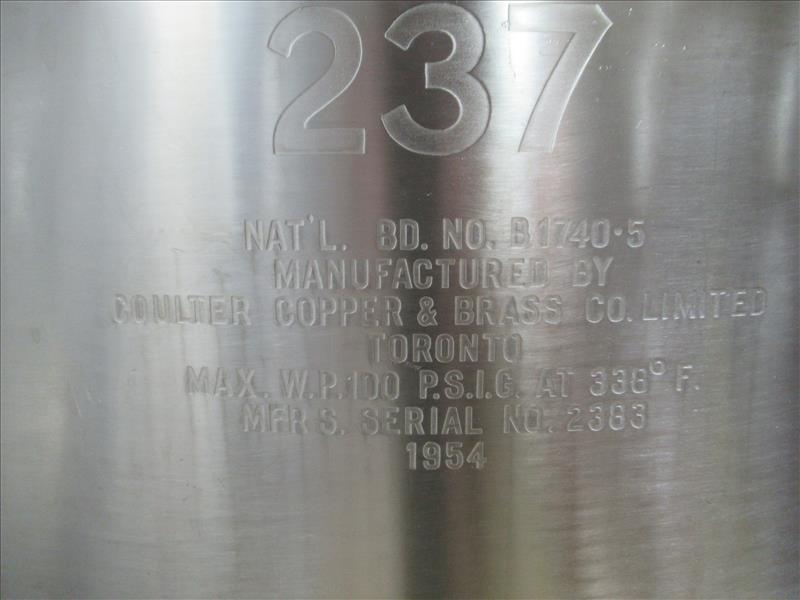 237
NAT'L. BD. NO. B1740·5
MANUFACTURED BY
COULTER COPPER & BRASS CO. LIMITED
TORONTO
MAX. W.P. 100 P.S.I.G. AT 338° F.
MFRS. SERIAL NO. 2383
1954